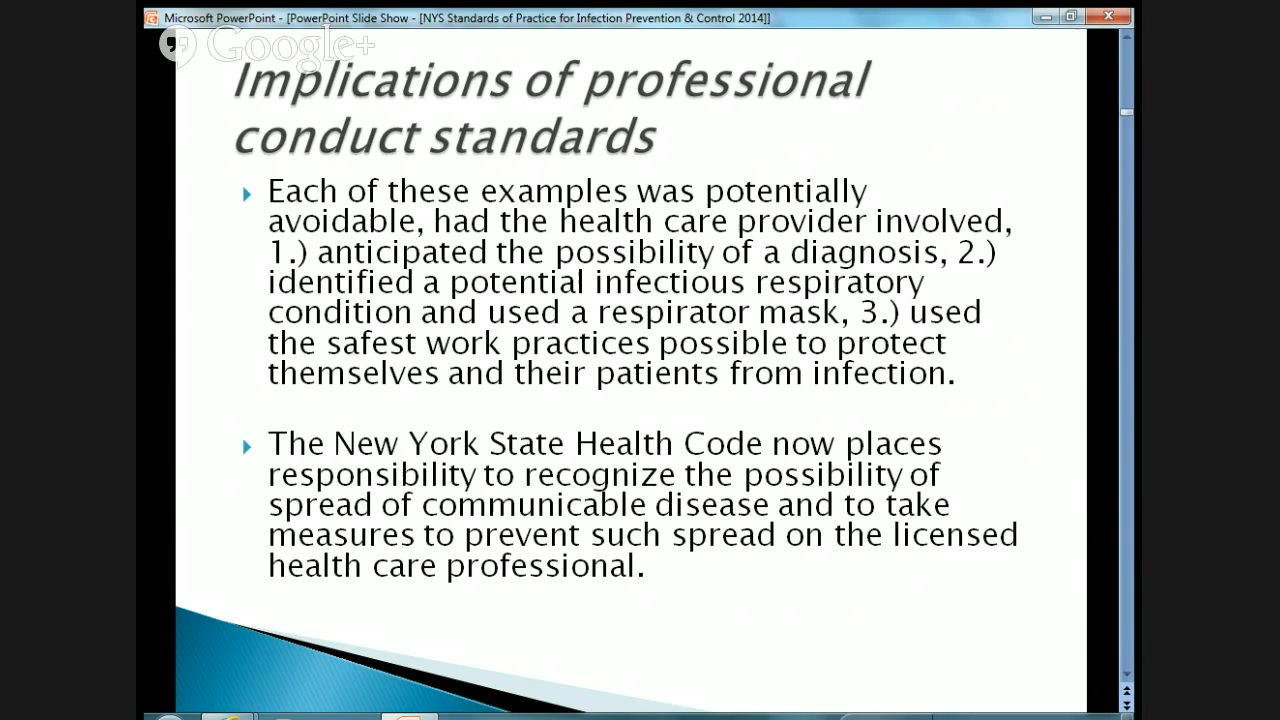 Microsoft PowerPoint - [PowerPoint Slide Show - [NYS Standards of Practice for Infection Prevention & Control 2014]]
Google+
Implications of professional
conduct standards
Each of these examples was potentially
avoidable, had the health care provider involved,
1.) anticipated the possibility of a diagnosis, 2.)
identified a potential infectious respiratory
condition and used a respirator mask, 3.) used
the safest work practices possible to protect
themselves and their patients from infection.
The New York State Health Code now places
responsibility to recognize the possibility of
spread of communicable disease and to take
measures to prevent such spread on the licensed
health care professional.